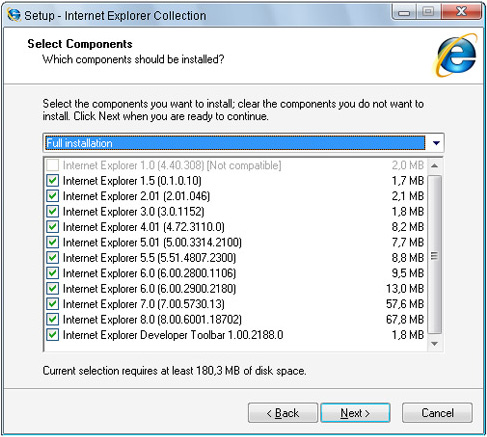 Setup - Internet Explorer Collection
Select Components
Which components should be installed?
Select the components you want to install; clear the components you do not want to
install. Click Next when you are ready to continue.
Full installation
Internet Explorer 1.0 (4.40.308) [Not compatible] 2,0 MB
Internet Explorer 1.5 (0.1.0.10) 1,7 MB
Internet Explorer 2.01 (2.01.046) 2,1 MB
Internet Explorer 3.0 (3.0.1152) 1,8 MB
Internet Explorer 4.01 (4.72.3110.0) 8,2 MB
Internet Explorer 5.01 (5.00.3314.2100) 7,7 MB
Internet Explorer 5.5 (5.51.4807.2300) 8,8 MB
Internet Explorer 6.0 (6.00.2800.1106) 9,5 MB
Internet Explorer 6.0 (6.00.2900.2180) 13,0 MB
Internet Explorer 7.0 (7.00.5730.13) 57,6 MB
Internet Explorer 8.0 (8.00.6001.18702) 67,8 MB
Internet Explorer Developer Toolbar 1.00.2188.0 1,8 MB
Current selection requires at least 180,3 MB of disk space.
< Back Next > Cancel